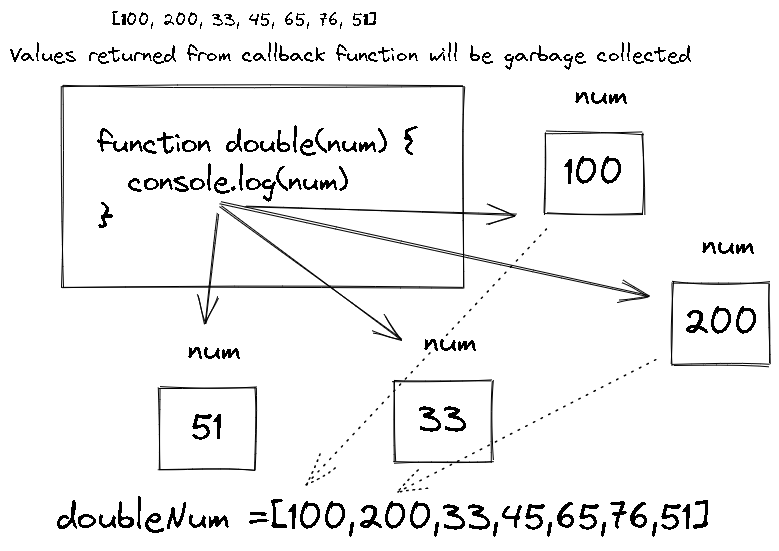 [100, 200, 33, 45, 65, 76, 51]
Values returned from callback function will be garbage collected
num
function double(num) {
console.log(num)
}
100
num
200
num
num
51
33
doubleNum =[100,200,33,45,65,76,51]